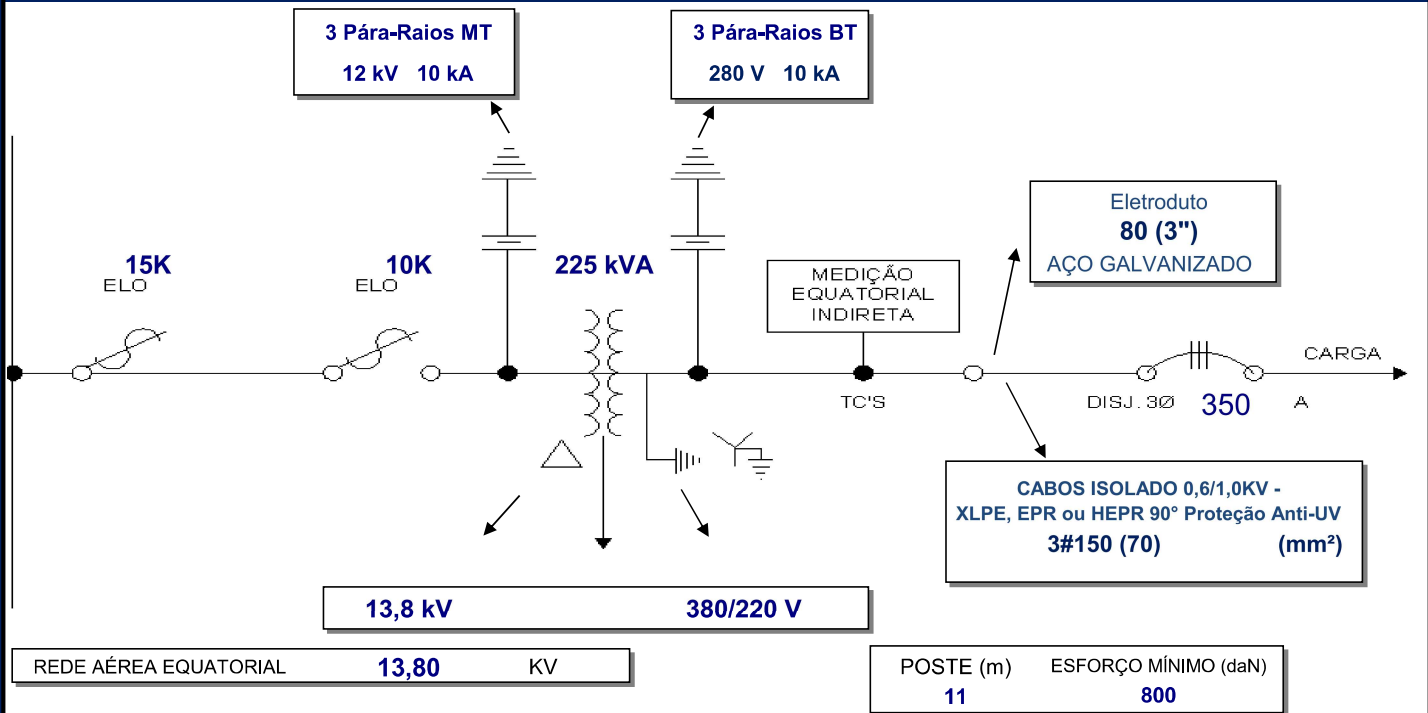 3 Pára-Raios MT
12 kV 10 kA
3 Pára-Raios BT
280 V 10 kA
Eletroduto
80 (3")
AÇO GALVANIZADO
15K
ELO
10K
ELO
225 kVA
MEDIÇÃO
EQUATORIAL
INDIRETA
TC'S
DISJ. 3Ø 350 A
CARGA
CABOS ISOLADO 0,6/1,0KV -
XLPE, EPR ou HEPR 90° Proteção Anti-UV
3#150 (70) (mm²)
13,8 kV 380/220 V
REDE AÉREA EQUATORIAL 13,80 KV
POSTE (m) ESFORÇO MÍNIMO (daN)
11 800